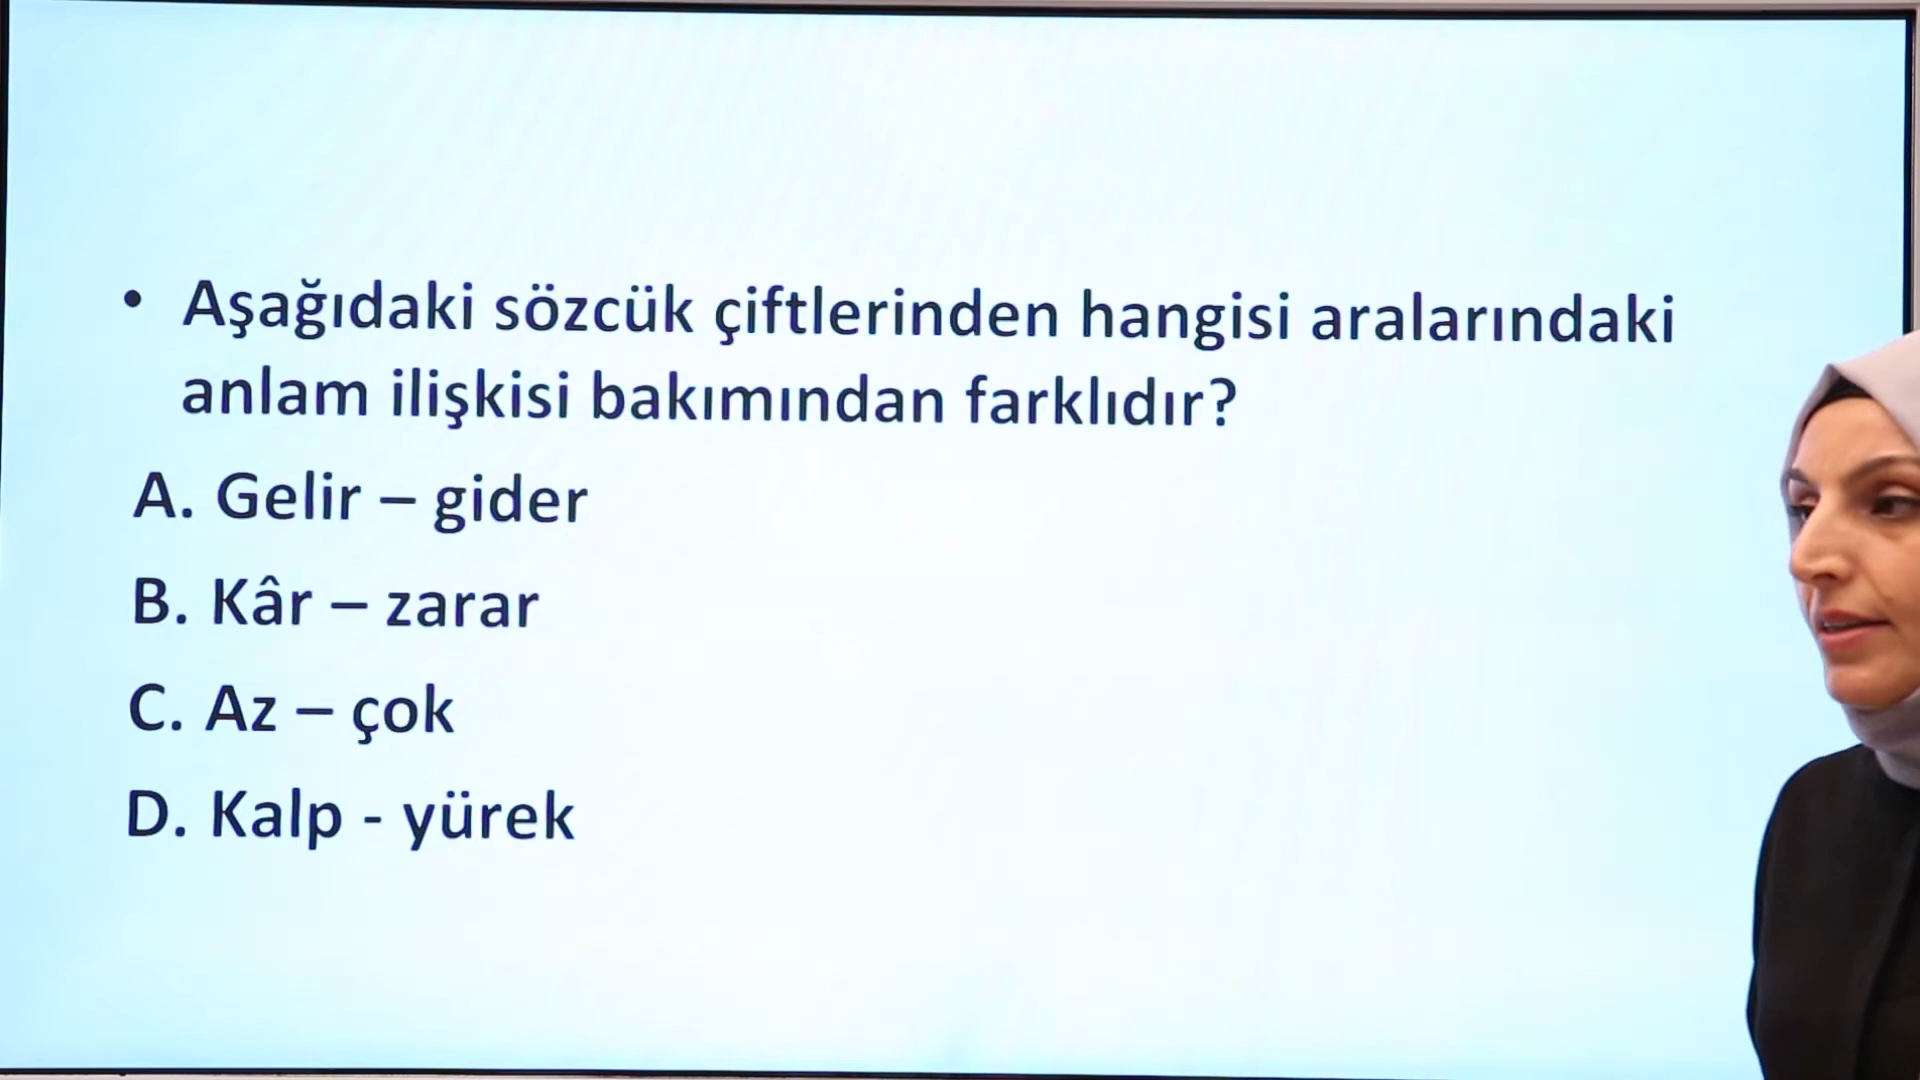 • Aşağıdaki sözcük çiftlerinden hangisi aralarındaki
anlam ilişkisi bakımından farklıdır?
A. Gelir – gider
B. Kâr – zarar
C. Az – çok
D. Kalp - yürek